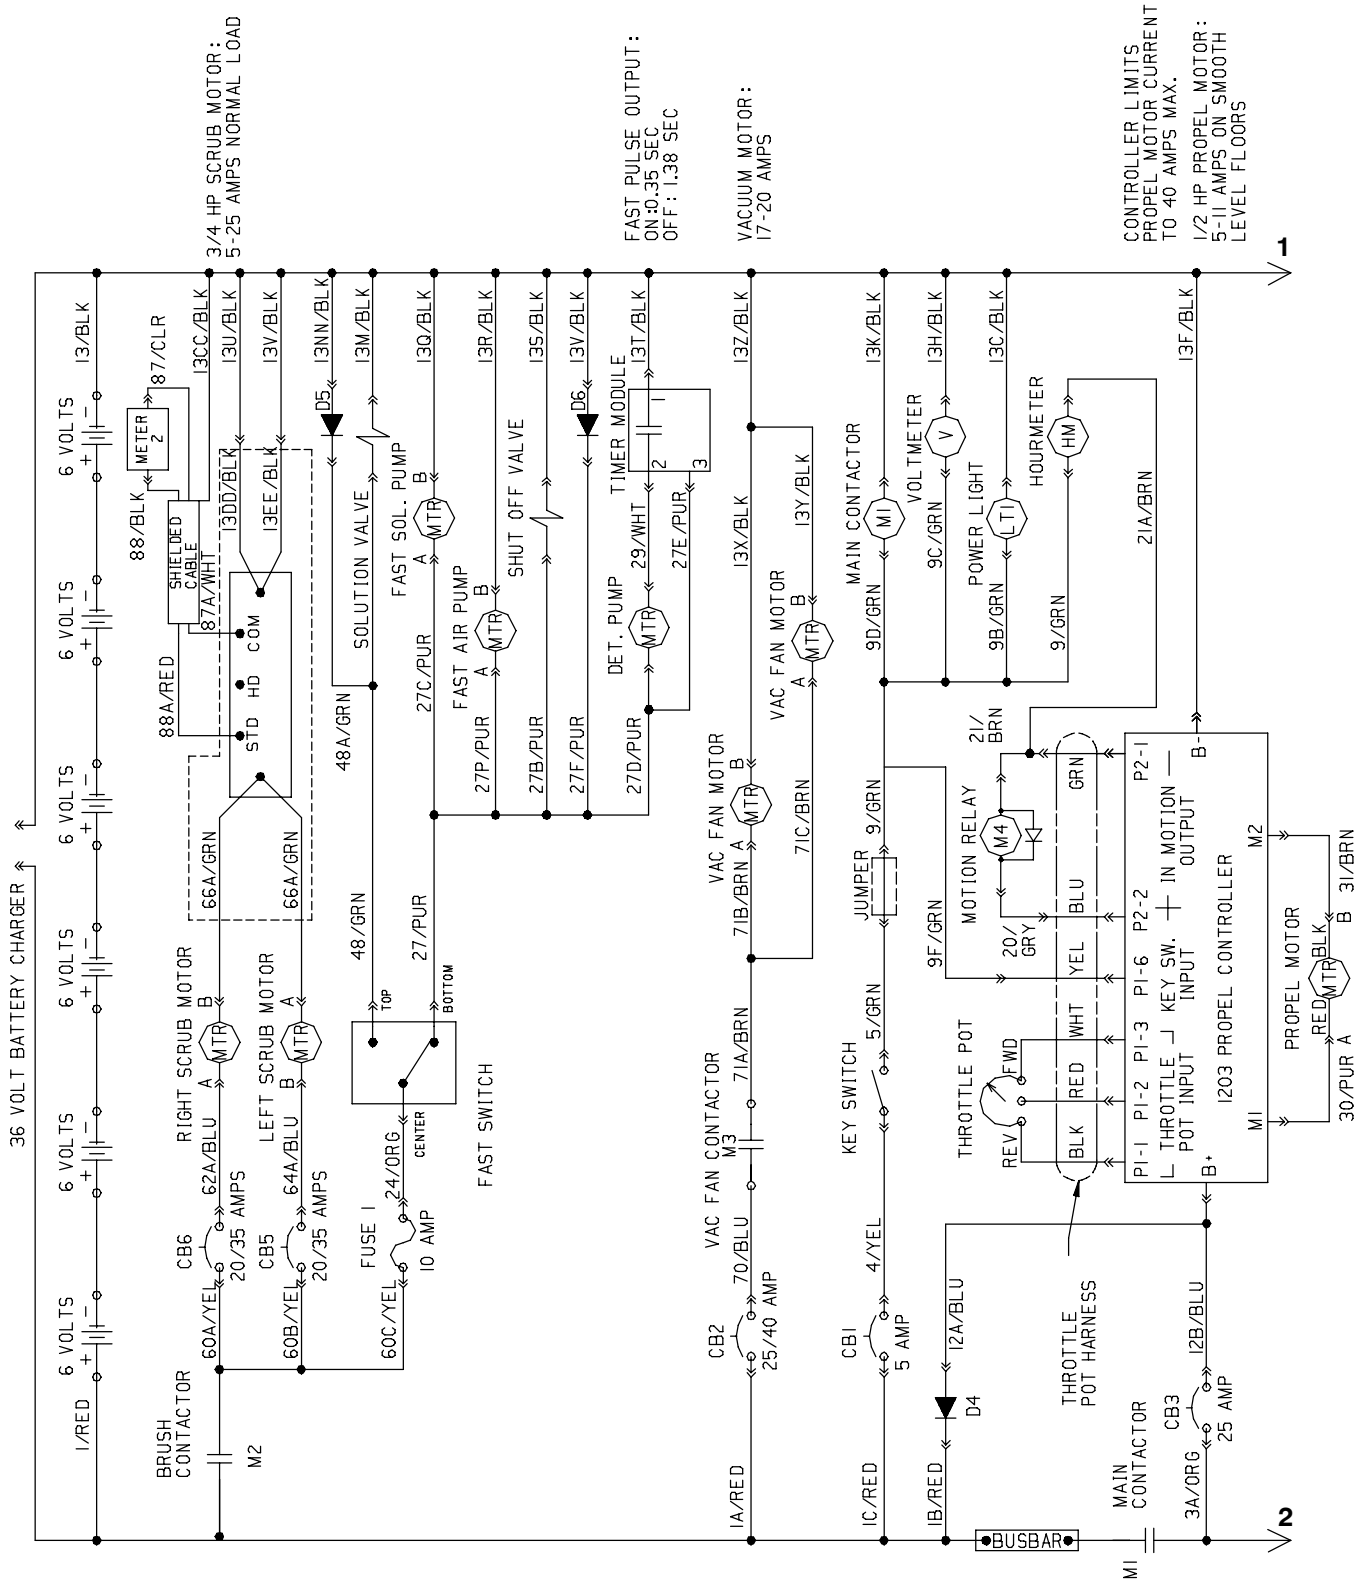 36 VOLT BATTERY CHARGER
1/RED
6 VOLTS
+ -
6 VOLTS
+ -
6 VOLTS
+ -
6 VOLTS
+ -
6 VOLTS
+ -
6 VOLTS
+ -
13/BLK
METER
2
87/CLR
88/BLK
SHIELDED
CABLE
87A/WHT
88A/RED
13CC/BLK
13U/BLK
13V/BLK
13DD/BLK
13EE/BLK
STD
HD
COM
66A/GRN
66A/GRN
3/4 HP SCRUB MOTOR:
5-25 AMPS NORMAL LOAD
BRUSH
CONTACTOR
M2
60A/YEL
CB6
20/35 AMPS
62A/BLU
RIGHT SCRUB MOTOR
A
MTR
B
60B/YEL
CB5
20/35 AMPS
64A/BLU
LEFT SCRUB MOTOR
B
MTR
A
60C/YEL
FUSE 1
10 AMP
24/ORG
CENTER
TOP
BOTTOM
FAST SWITCH
48/GRN
48A/GRN
D5
13NN/BLK
SOLUTION VALVE
13M/BLK
27/PUR
27C/PUR
FAST SOL. PUMP
A
MTR
B
13Q/BLK
27P/PUR
FAST AIR PUMP
A
MTR
B
13R/BLK
27B/PUR
SHUT OFF VALVE
13S/BLK
27F/PUR
D6
13V/BLK
27D/PUR
DET. PUMP
MTR
29/WHT
27E/PUR
TIMER MODULE
1
2
3
13T/BLK
FAST PULSE OUTPUT:
ON:0.35 SEC
OFF: 1.38 SEC
1A/RED
CB2
25/40 AMP
70/BLU
VAC FAN CONTACTOR
M3
71A/BRN
71B/BRN
VAC FAN MOTOR
A
MTR
B
13X/BLK
13Z/BLK
71C/BRN
VAC FAN MOTOR
A
MTR
B
13Y/BLK
VACUUM MOTOR:
17-20 AMPS
1C/RED
CB1
5 AMP
4/YEL
KEY SWITCH
5/GRN
JUMPER
9/GRN
9D/GRN
MAIN CONTACTOR
M1
13K/BLK
9C/GRN
VOLTMETER
V
13H/BLK
9B/GRN
POWER LIGHT
LT1
13C/BLK
9/GRN
HOURMETER
HM
21A/BRN
9F/GRN
MOTION RELAY
M4
20/
GRY
21/
BRN
1B/RED
D4
12A/BLU
THROTTLE POT
REV
FWD
BLK
RED
WHT
YEL
BLU
GRN
THROTTLE
POT HARNESS
P1-1
P1-2
P1-3
P1-6
P2-2
P2-1
THROTTLE
POT INPUT
KEY SW.
INPUT
+ IN MOTION -
OUTPUT
B+
B-
1203 PROPEL CONTROLLER
M1
M2
PROPEL MOTOR
30/PUR
A
RED
MTR
BLK
B
31/BRN
BUSBAR
M1
MAIN
CONTACTOR
3A/ORG
CB3
25 AMP
12B/BLU
13F/BLK
CONTROLLER LIMITS
PROPEL MOTOR CURRENT
TO 40 AMPS MAX.
1/2 HP PROPEL MOTOR:
5-11 AMPS ON SMOOTH
LEVEL FLOORS
1
2